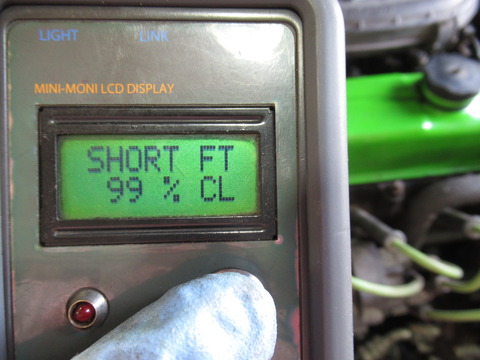 LIGHT LINK
MINI-MONI LCD DISPLAY
SHORT FT
99 % CL